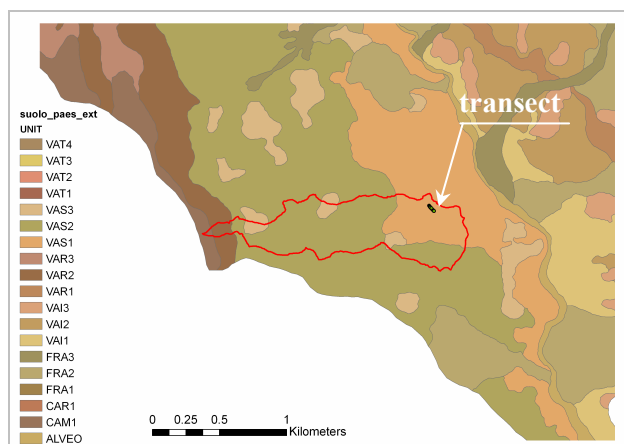 transect
suolo_paes_ext
UNIT
VAT4
VAT3
VAT2
VAT1
VAS3
VAS2
VAS1
VAR3
VAR2
VAR1
VAI3
VAI2
VAI1
FRA3
FRA2
FRA1
CAR1
CAM1
ALVEO
0 0.25 0.5 1
Kilometers